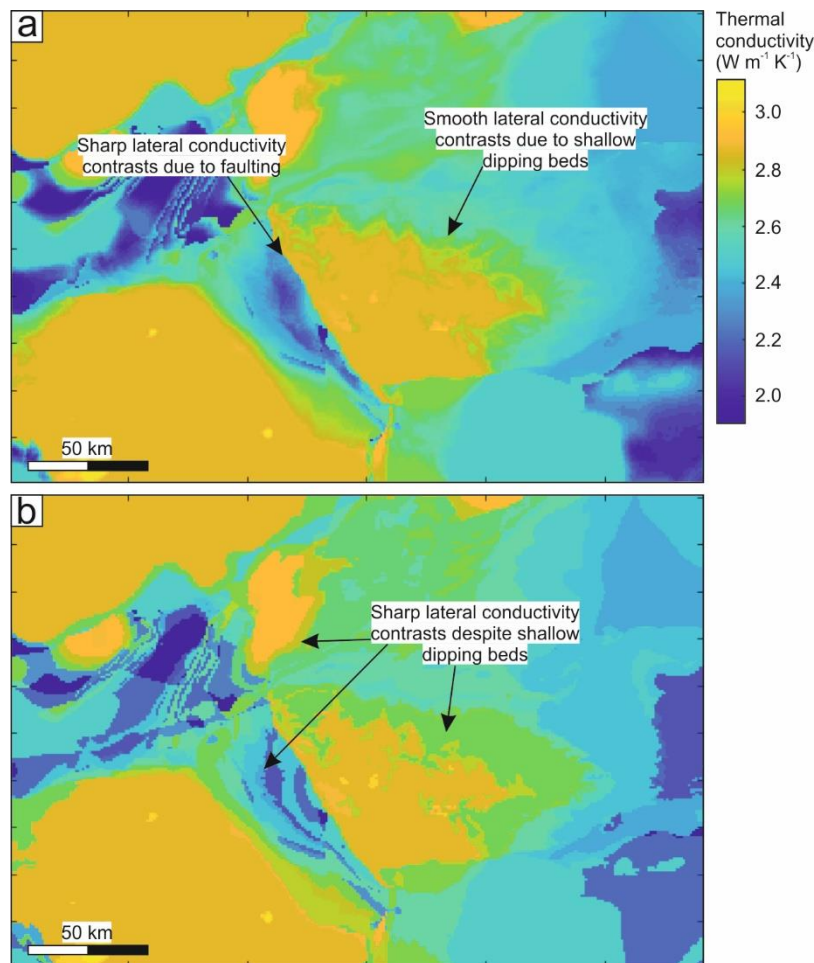 a
Thermal
conductivity
(W m⁻¹ K⁻¹)
Sharp lateral conductivity
contrasts due to faulting
Smooth lateral conductivity
contrasts due to shallow
dipping beds
3.0
2.8
2.6
2.4
2.2
2.0
50 km
b
Sharp lateral conductivity
contrasts despite shallow
dipping beds
50 km